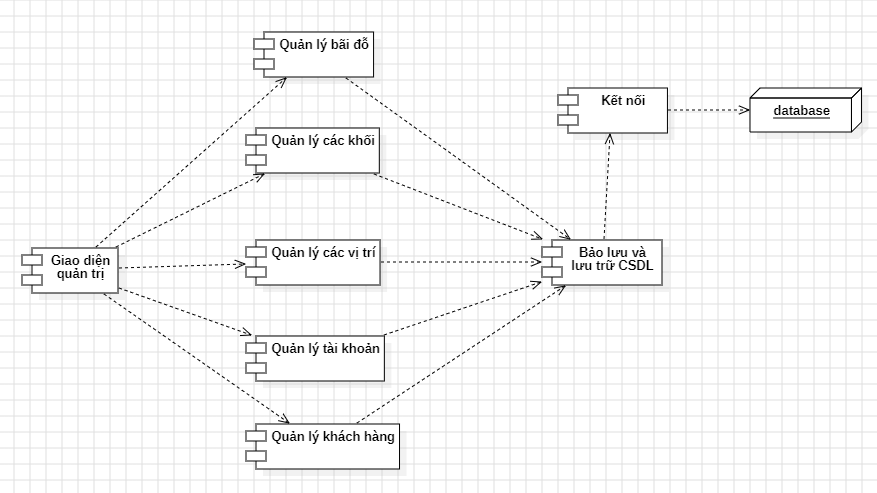 Quản lý bãi đỗ
Quản lý các khối
Kết nối
database
Giao diện
quản trị
Quản lý các vị trí
Bảo lưu và
lưu trữ CSDL
Quản lý tài khoản
Quản lý khách hàng